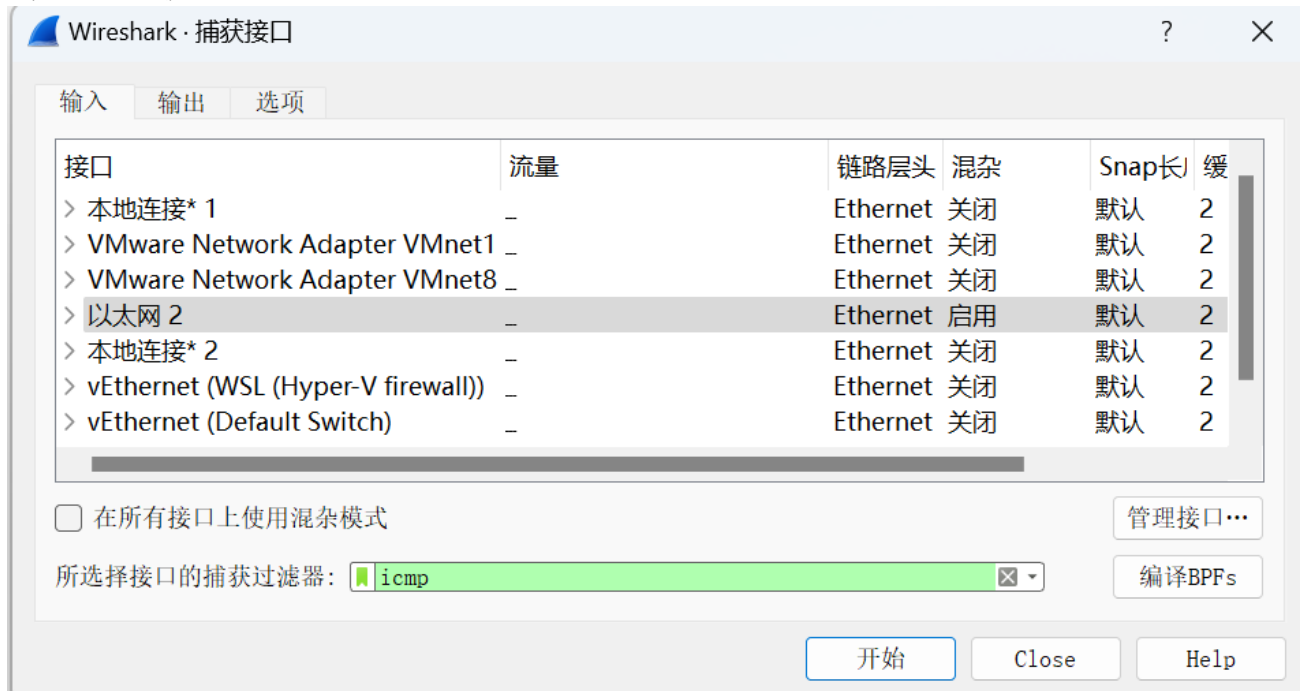 Wireshark · 捕获接口 ?
输入 输出 选项
接口 流量 链路层头 混杂 Snap长 缓
本地连接* 1 _ Ethernet 关闭 默认 2
VMware Network Adapter VMnet1 _ Ethernet 关闭 默认 2
VMware Network Adapter VMnet8 _ Ethernet 关闭 默认 2
以太网 2 _ Ethernet 启用 默认 2
本地连接* 2 _ Ethernet 关闭 默认 2
vEthernet (WSL (Hyper-V firewall)) _ Ethernet 关闭 默认 2
vEthernet (Default Switch) _ Ethernet 关闭 默认 2
在所有接口上使用混杂模式 管理接口…
所选择接口的捕获过滤器: icmp 编译BPFs
开始 Close Help